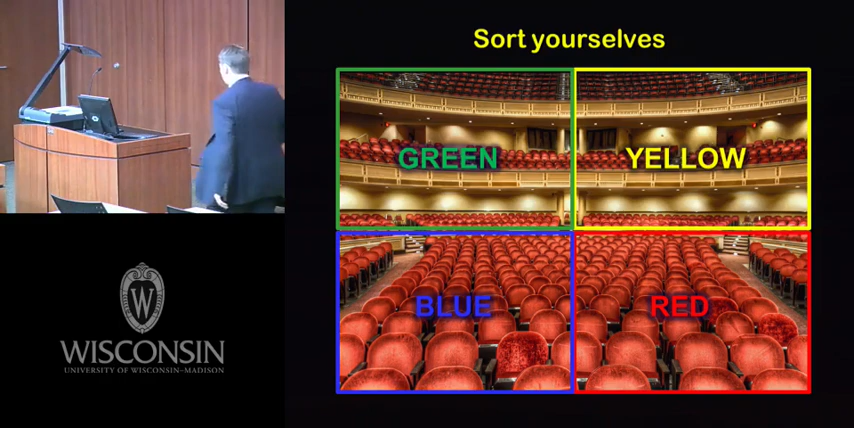 Sort yourselves
GREEN
YELLOW
BLUE
RED
W
WISCONSIN
UNIVERSITY OF WISCONSIN–MADISON